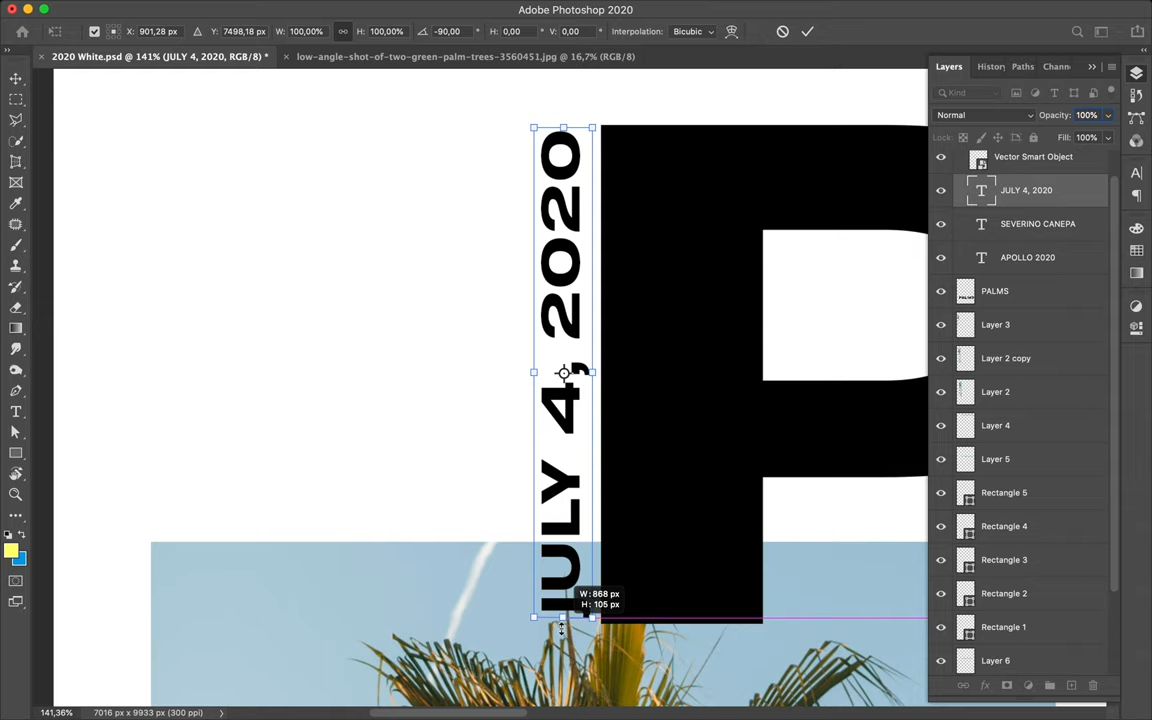 Adobe Photoshop 2020
X: 901,28 px
Y: 7498,18 px
W: 100,00%
H: 100,00%
-90,00
°
H: 0,00
°
V: 0,00
°
Interpolation:
Bicubic
2020 White.psd @ 141% (JULY 4, 2020, RGB/8) *
low-angle-shot-of-two-green-palm-trees-3560451.jpg @ 16,7% (RGB/8)
Layers
History
Paths
Chann
Kind
Normal
Opacity:
100%
Lock:
Fill:
100%
Vector Smart Object
JULY 4, 2020
SEVERINO CANEPA
APOLLO 2020
PALMS
Layer 3
Layer 2 copy
Layer 2
Layer 4
Layer 5
Rectangle 5
Rectangle 4
Rectangle 3
Rectangle 2
Rectangle 1
Layer 6
JULY 4, 2020
P
W: 868 px
H: 105 px
141,36%
7016 px x 9933 px (300 ppi)